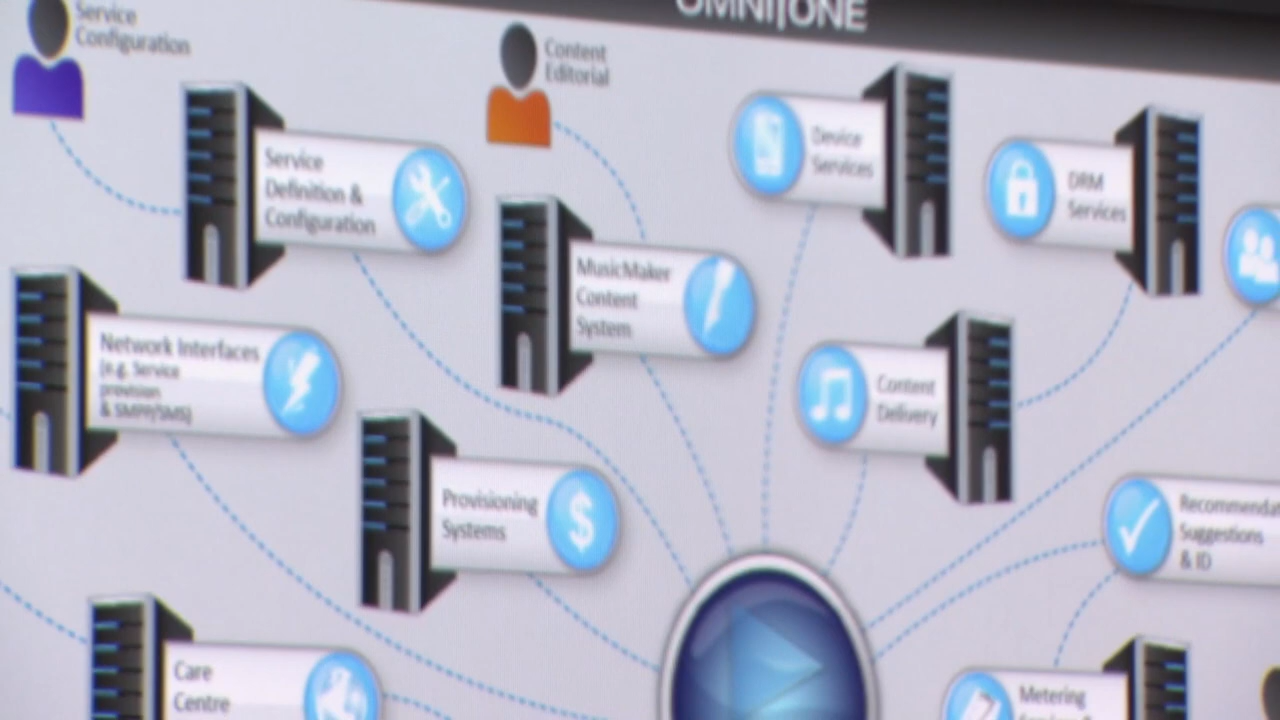 OMNIFONE
Service
Configuration
Content
Editorial
Device
Services
DRM
Services
Service
Definition &
Configuration
MusicMaker
Content
System
Network Interfaces
(e.g. Service
provision
& SMPP/SMS)
Content
Delivery
Provisioning
Systems
$
Suggestions
& ID
Care
Centre
Metering